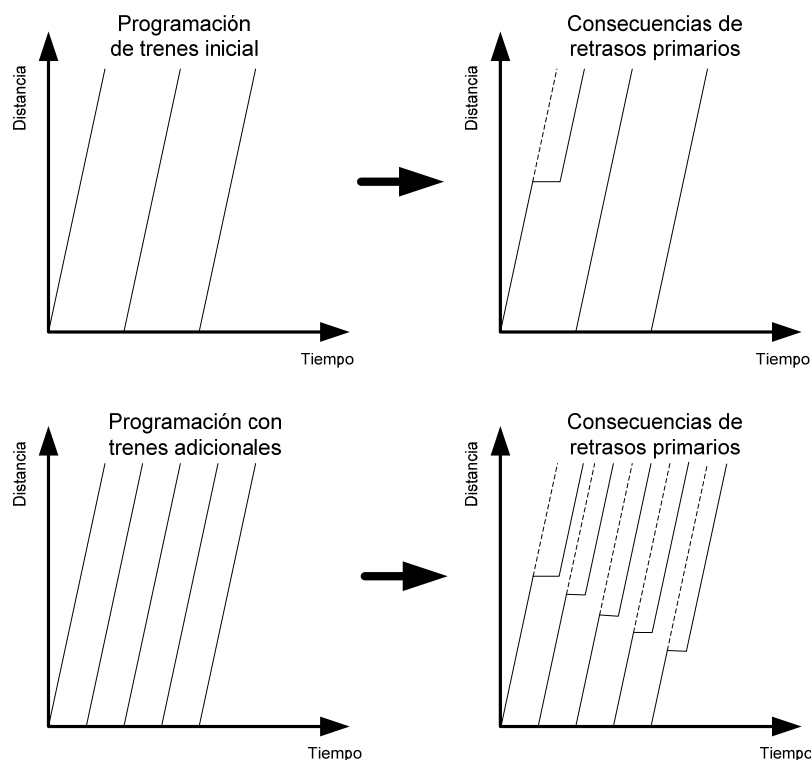 Programación
de trenes inicial
Distancia
Tiempo
Consecuencias de
retrasos primarios
Distancia
Tiempo
Programación con
trenes adicionales
Distancia
Tiempo
Consecuencias de
retrasos primarios
Distancia
Tiempo